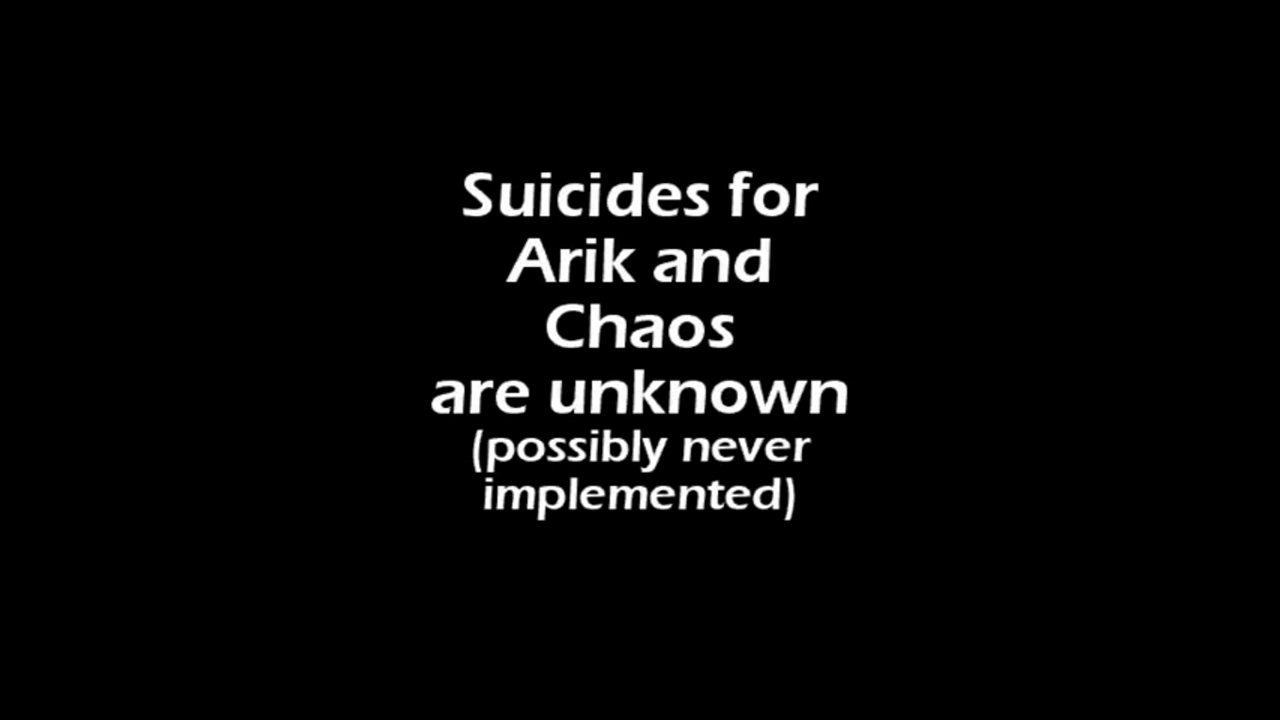 Suicides for
Arik and
Chaos
are unknown
(possibly never
implemented)